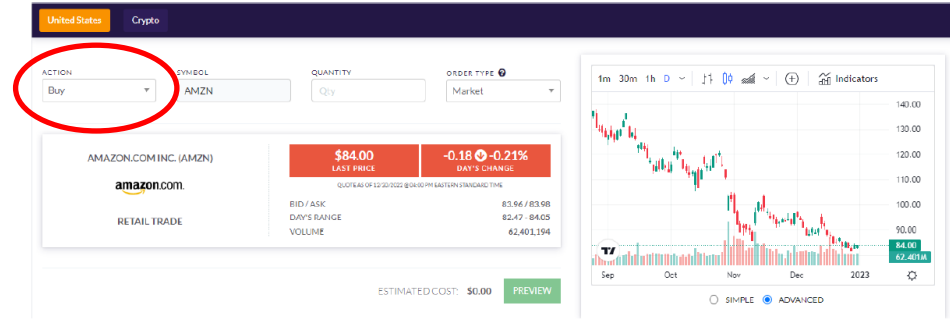 United States Crypto
ACTION SYMBOL QUANTITY ORDER TYPE ?
Buy AMZN Qty Market
AMAZON.COM INC. (AMZN)
amazon.com.
RETAIL TRADE
$84.00
LAST PRICE
-0.18 -0.21%
DAY'S CHANGE
QUOTE AS OF 12/30/2022 @ 06:00 PM EASTERN STANDARD TIME
BID / ASK 83.96 / 83.98
DAY'S RANGE 82.47 - 84.05
VOLUME 62,401,194
ESTIMATED COST: $0.00 PREVIEW
1m 30m 1h D Indicators
140.00
130.00
120.00
110.00
100.00
90.00
84.00
62.401M
Sep Oct Nov Dec 2023
SIMPLE ADVANCED